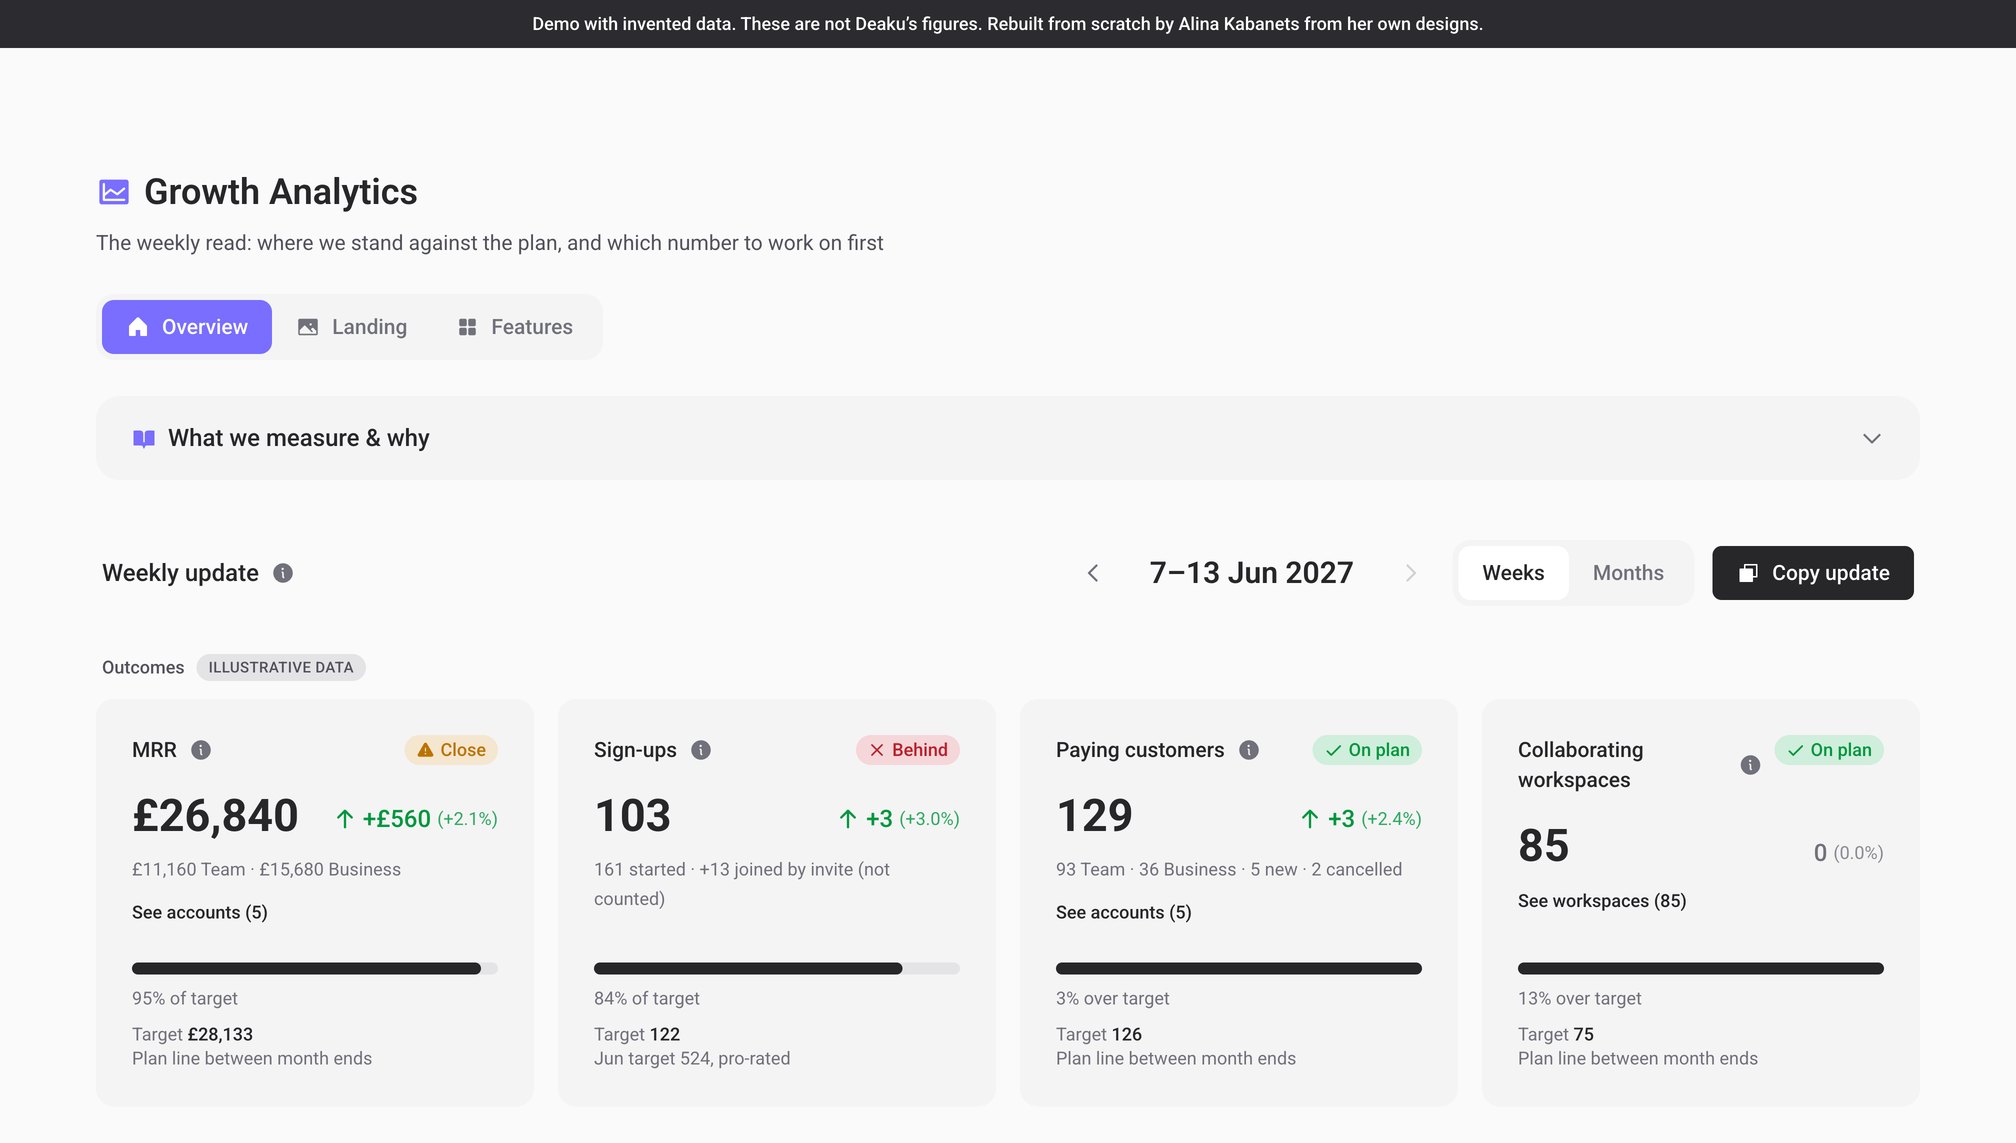 Demo with invented data. These are not Deaku’s figures. Rebuilt from scratch by Alina Kabanets from her own designs.
Growth Analytics
The weekly read: where we stand against the plan, and which number to work on first
Overview
Landing
Features
What we measure & why
Weekly update
7–13 Jun 2027
Weeks
Months
Copy update
Outcomes
ILLUSTRATIVE DATA
MRR
Close
£26,840
+£560 (+2.1%)
£11,160 Team · £15,680 Business
See accounts (5)
95% of target
Target £28,133
Plan line between month ends
Sign-ups
Behind
103
+3 (+3.0%)
161 started · +13 joined by invite (not
counted)
84% of target
Target 122
Jun target 524, pro-rated
Paying customers
On plan
129
+3 (+2.4%)
93 Team · 36 Business · 5 new · 2 cancelled
See accounts (5)
3% over target
Target 126
Plan line between month ends
Collaborating
workspaces
On plan
85
0 (0.0%)
See workspaces (85)
13% over target
Target 75
Plan line between month ends